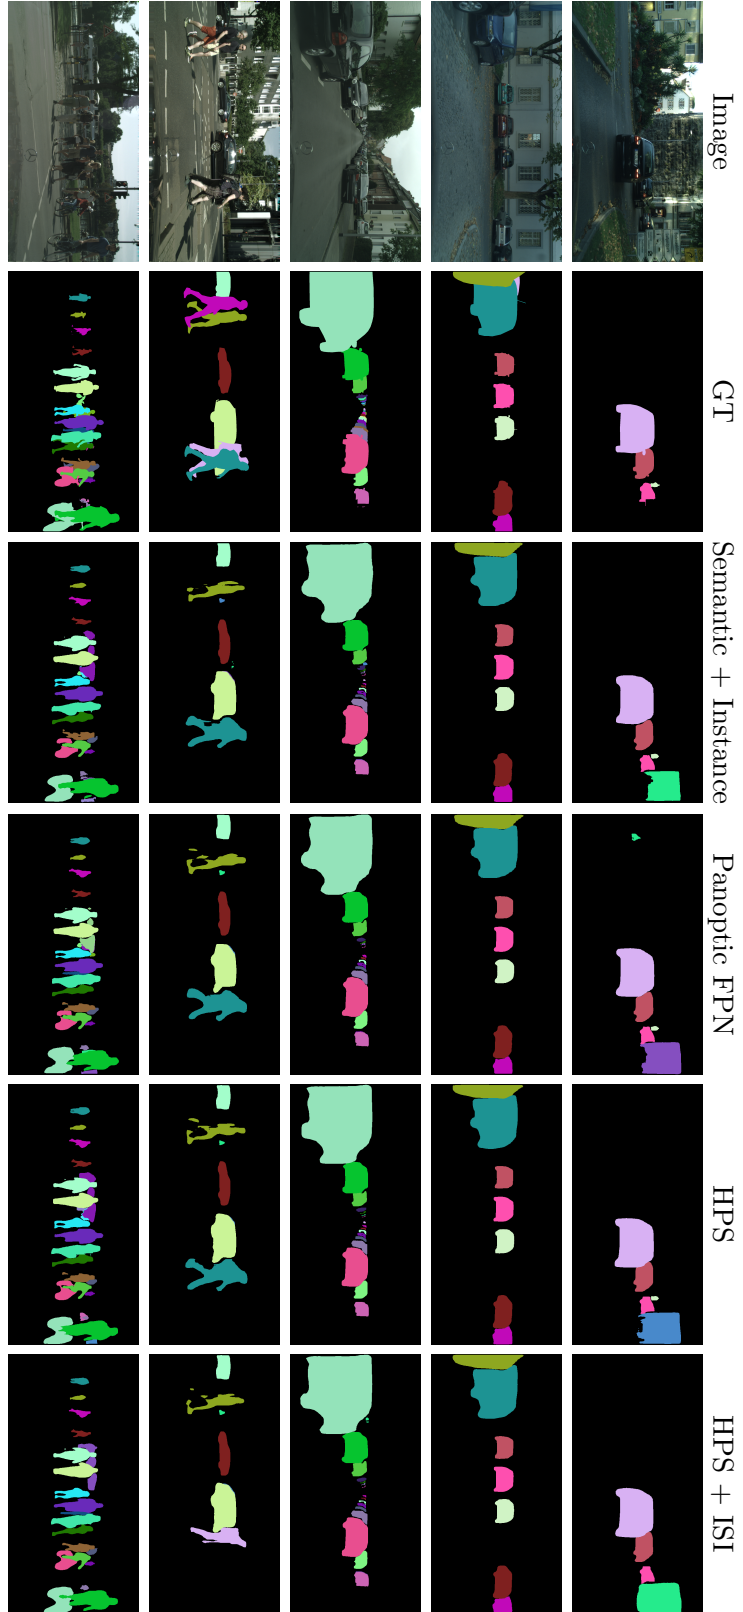 Image
GT
Semantic + Instance
Panoptic FPN
HPS
HPS + ISI